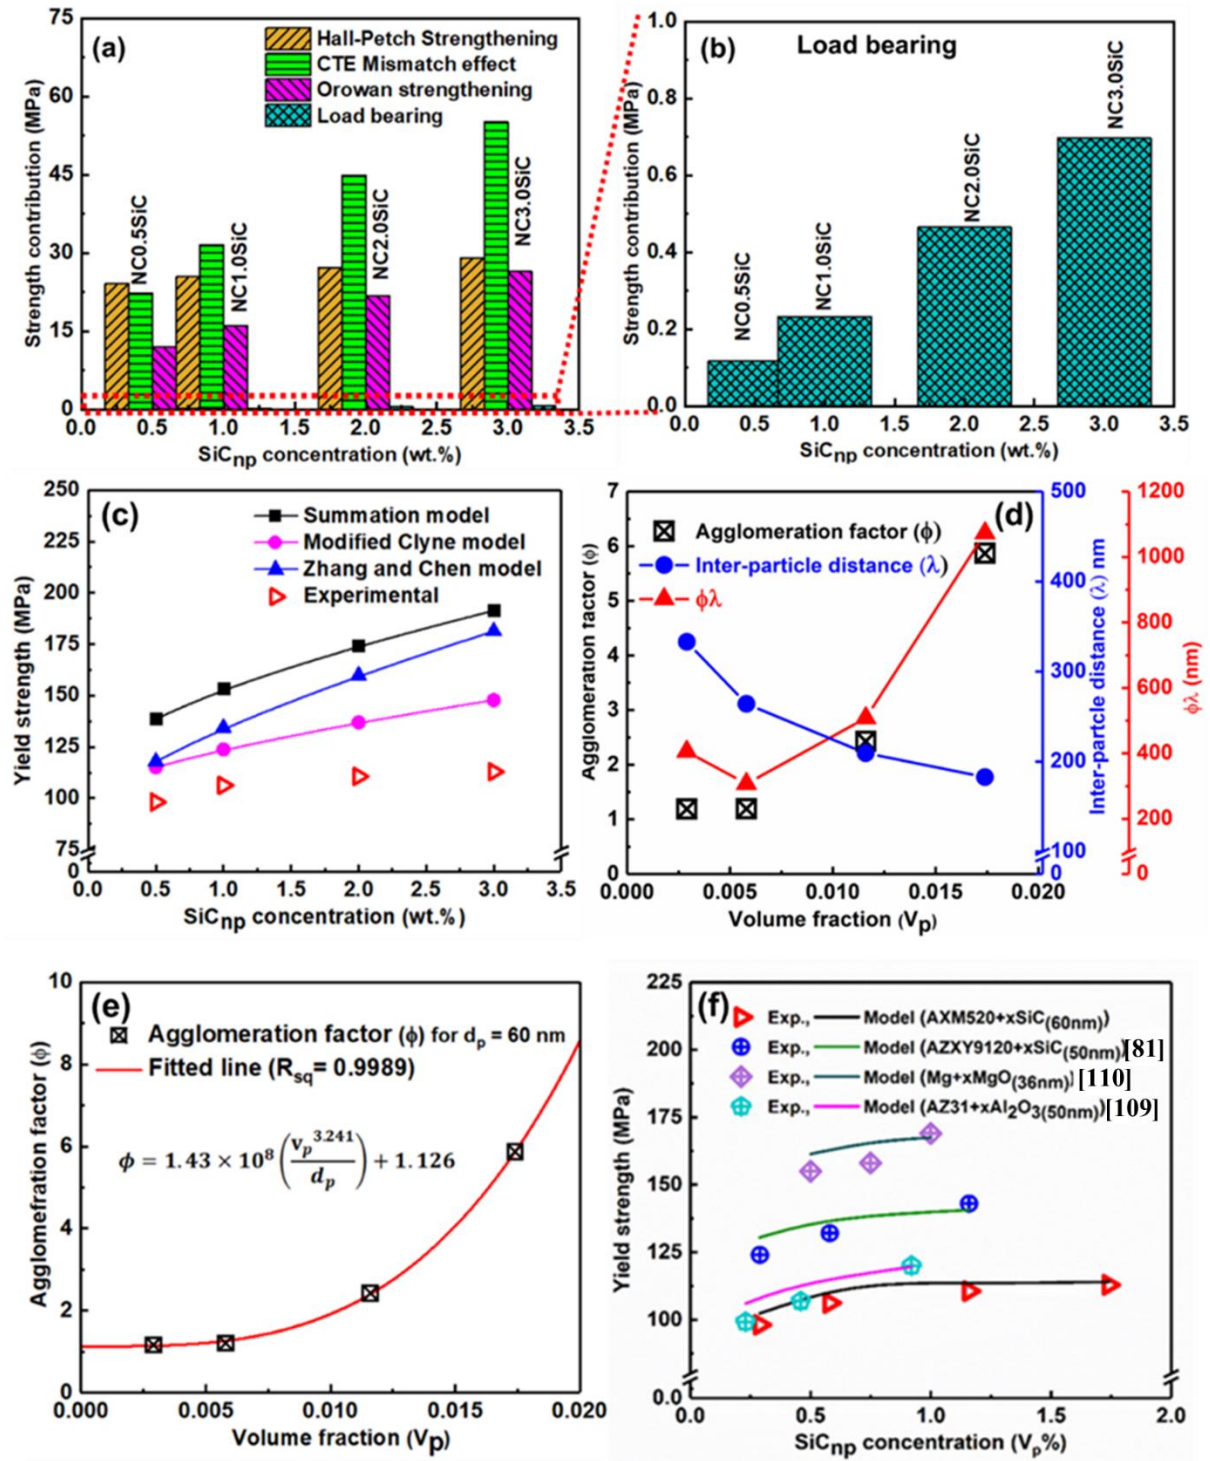 (a)
Hall-Petch Strengthening
CTE Mismatch effect
Orowan strengthening
Load bearing
Strength contribution (MPa)
75
60
45
30
15
0
NC0.5SiC
NC1.0SiC
NC2.0SiC
NC3.0SiC
0.0 0.5 1.0 1.5 2.0 2.5 3.0 3.5
SiCnp concentration (wt.%)
(b)
Load bearing
Strength contribution (MPa)
1.0
0.8
0.6
0.4
0.2
0.0
NC0.5SiC
NC1.0SiC
NC2.0SiC
NC3.0SiC
0.0 0.5 1.0 1.5 2.0 2.5 3.0 3.5
SiCnp concentration (wt.%)
(c)
Summation model
Modified Clyne model
Zhang and Chen model
Experimental
Yield strength (MPa)
250
225
200
175
150
125
100
75
0
0.0 0.5 1.0 1.5 2.0 2.5 3.0 3.5
SiCnp concentration (wt.%)
(d)
Agglomeration factor (ϕ)
Inter-particle distance (λ)
ϕλ
Agglomeration factor (ϕ)
7
6
5
4
3
2
1
0
500
400
300
200
100
0
Inter-partcle distance (λ) nm
1200
1000
800
600
400
200
0
ϕλ (nm)
0.000 0.005 0.010 0.015 0.020
Volume fraction (Vp)
(e)
Agglomeration factor (ϕ) for dp = 60 nm
Fitted line (Rsq= 0.9989)
ϕ = 1.43 × 10⁸ (vp^3.241 / dp) + 1.126
Agglomefration factor (ϕ)
10
8
6
4
2
0
0.000 0.005 0.010 0.015 0.020
Volume fraction (Vp)
(f)
Exp., Model (AXM520+xSiC(60nm))
Exp., Model (AZXY9120+xSiC(50nm))[81]
Exp., Model (Mg+xMgO(36nm)) [110]
Exp., Model (AZ31+xAl2O3(50nm))[109]
Yield strength (MPa)
225
200
175
150
125
100
0.0
0.0 0.5 1.0 1.5 2.0
SiCnp concentration (Vp%)